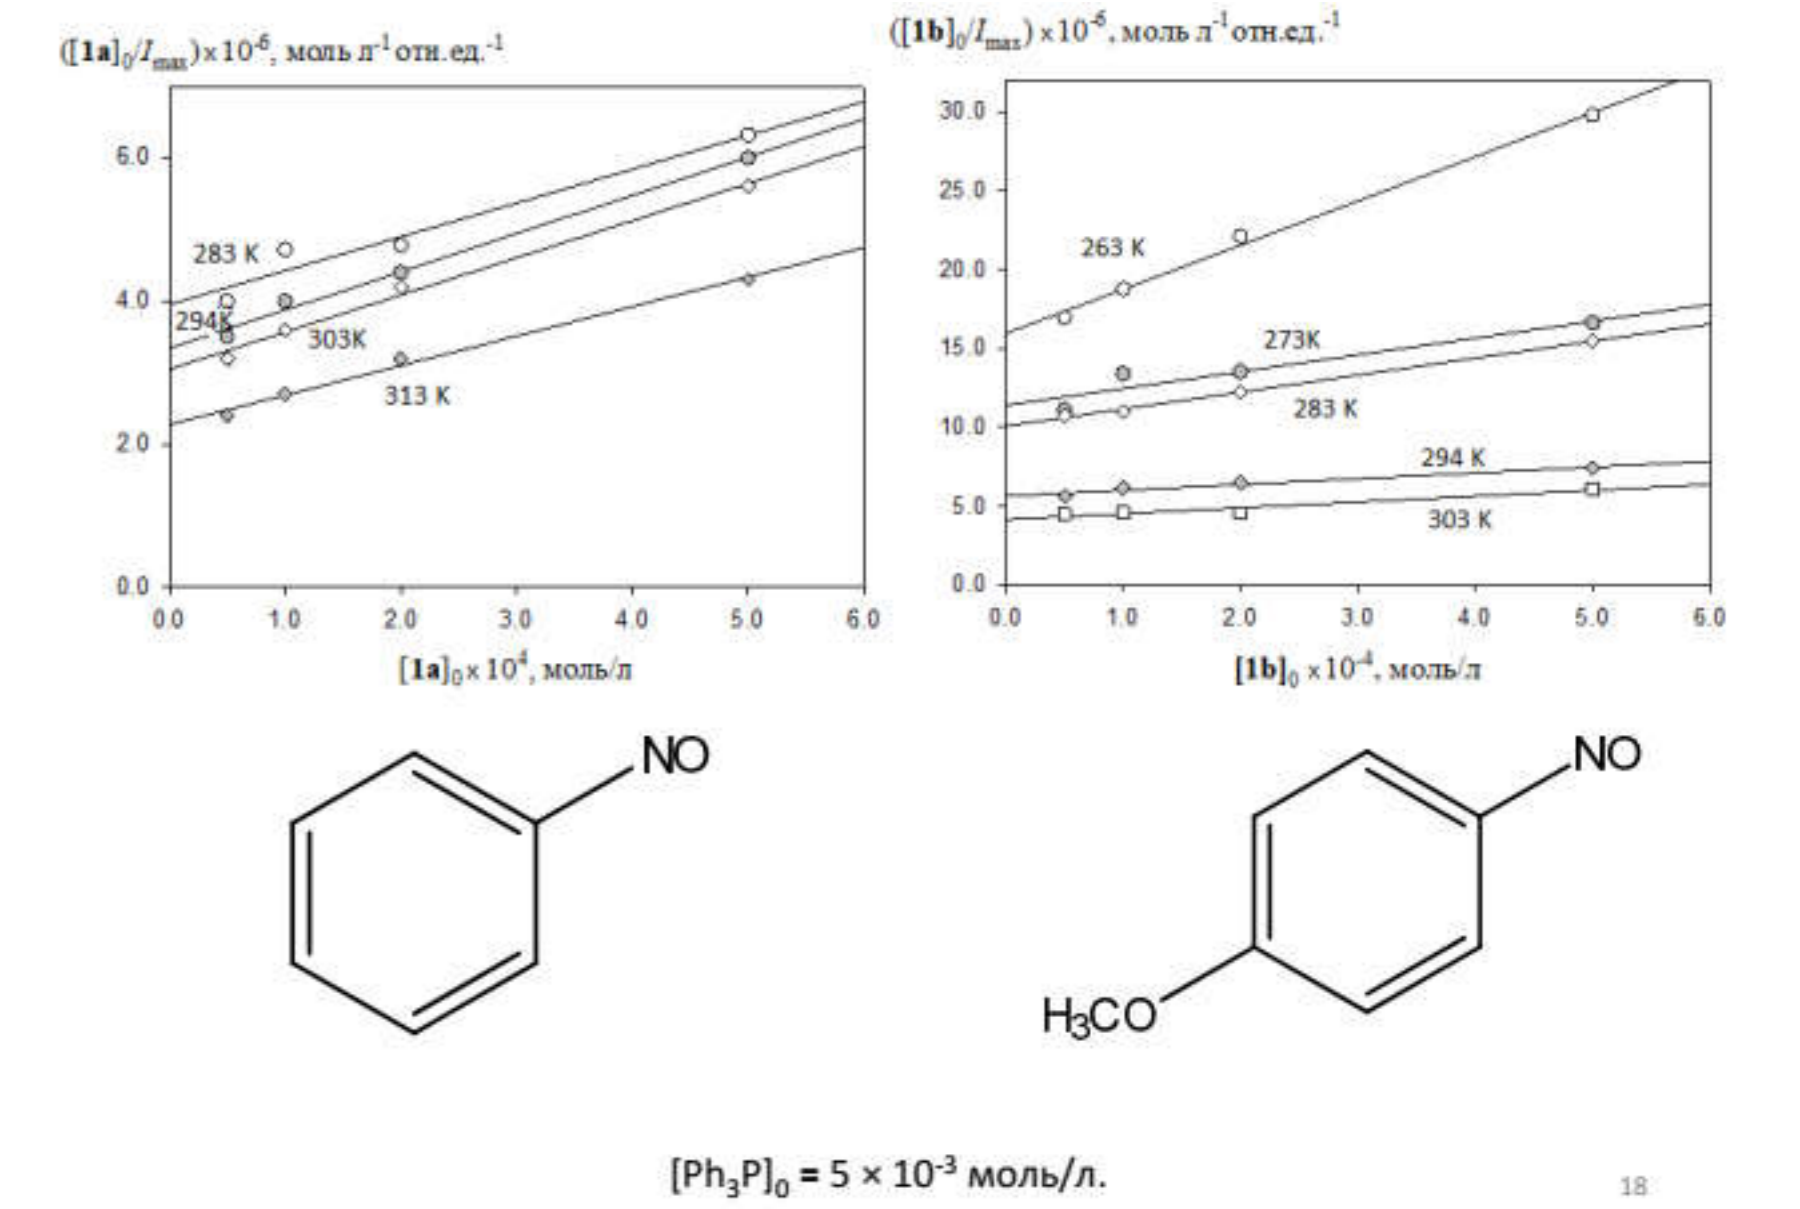 ([1a]₀/Imax)×10⁻⁶, моль л⁻¹отн.ед.⁻¹
6.0
4.0
2.0
0.0
283 K
294K
303K
313 K
0.0 1.0 2.0 3.0 4.0 5.0 6.0
[1a]₀×10⁴, моль/л
([1b]₀/Imax)×10⁻⁶, моль л⁻¹отн.ед.⁻¹
30.0
25.0
20.0
15.0
10.0
5.0
0.0
263 K
273K
283 K
294 K
303 K
0.0 1.0 2.0 3.0 4.0 5.0 6.0
[1b]₀ ×10⁻⁴, моль/л
NO
NO
H₃CO
[Ph₃P]₀ = 5 × 10⁻³ моль/л.
18